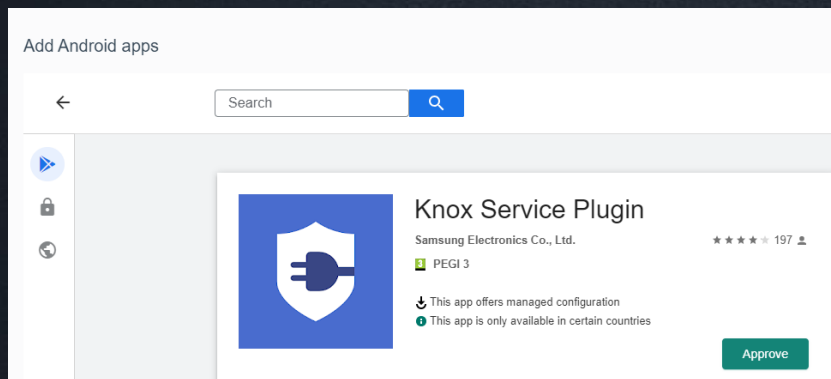 Add Android apps
Search
Knox Service Plugin
Samsung Electronics Co., Ltd.
197
3 PEGI 3
This app offers managed configuration
This app is only available in certain countries
Approve